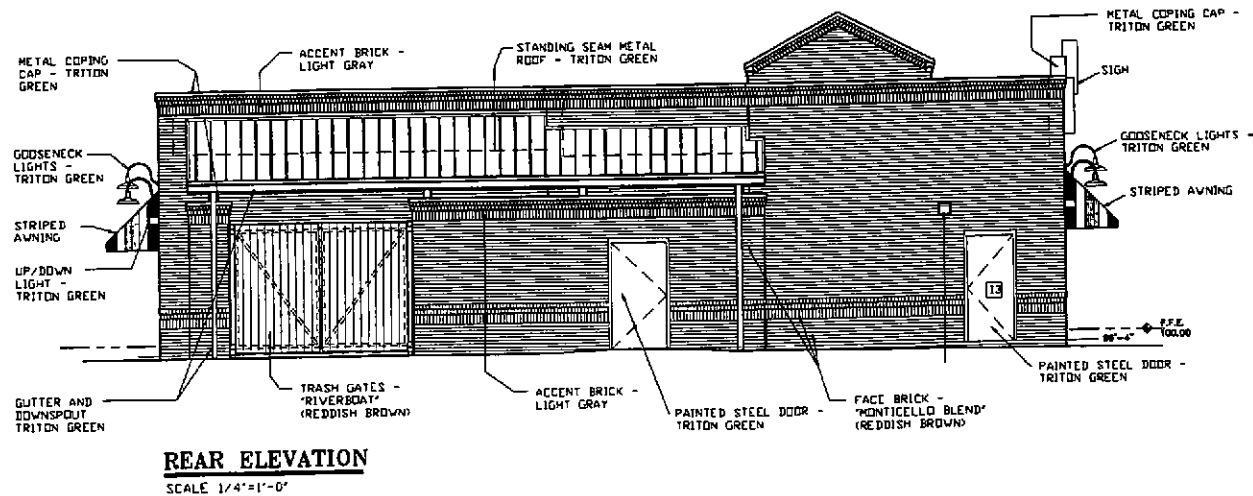 METAL COPING
CAP - TRITON
GREEN
ACCENT BRICK -
LIGHT GRAY
STANDING SEAM METAL
ROOF - TRITON GREEN
METAL COPING CAP -
TRITON GREEN
SIGN
GOOSENECK
LIGHTS -
TRITON GREEN
GOOSENECK LIGHTS -
TRITON GREEN
STRIPED
AWNING
STRIPED AWNING
UP/DOWN
LIGHT -
TRITON GREEN
13
F.F.E.
100.00
GUTTER AND
DOWNSPOUT
TRITON GREEN
TRASH GATES -
"RIVERBOAT"
(REDDISH BROWN)
ACCENT BRICK -
LIGHT GRAY
PAINTED STEEL DOOR -
TRITON GREEN
FACE BRICK -
"MONTICELLO BLEND"
(REDDISH BROWN)
PAINTED STEEL DOOR -
TRITON GREEN
REAR ELEVATION
SCALE 1/4"=1'-0"